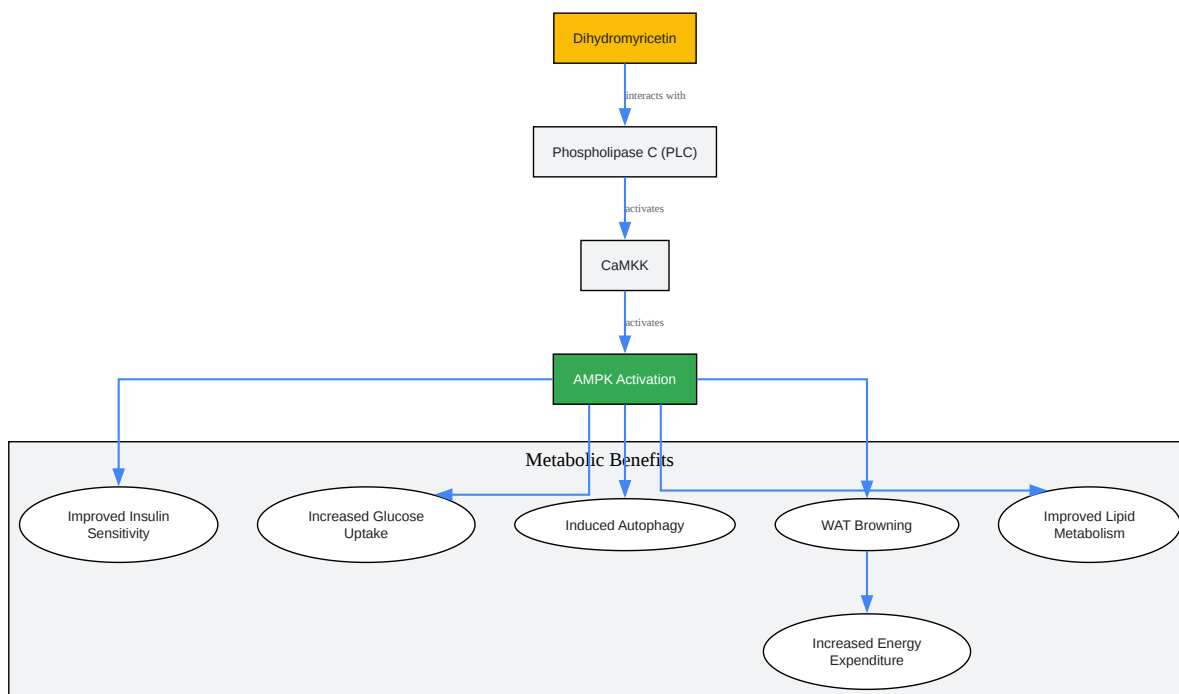 Dihydromyricetin
interacts with
Phospholipase C (PLC)
activates
CaMKK
activates
AMPK Activation
Metabolic Benefits
Improved Insulin
Sensitivity
Increased Glucose
Uptake
Induced Autophagy
WAT Browning
Improved Lipid
Metabolism
Increased Energy
Expenditure